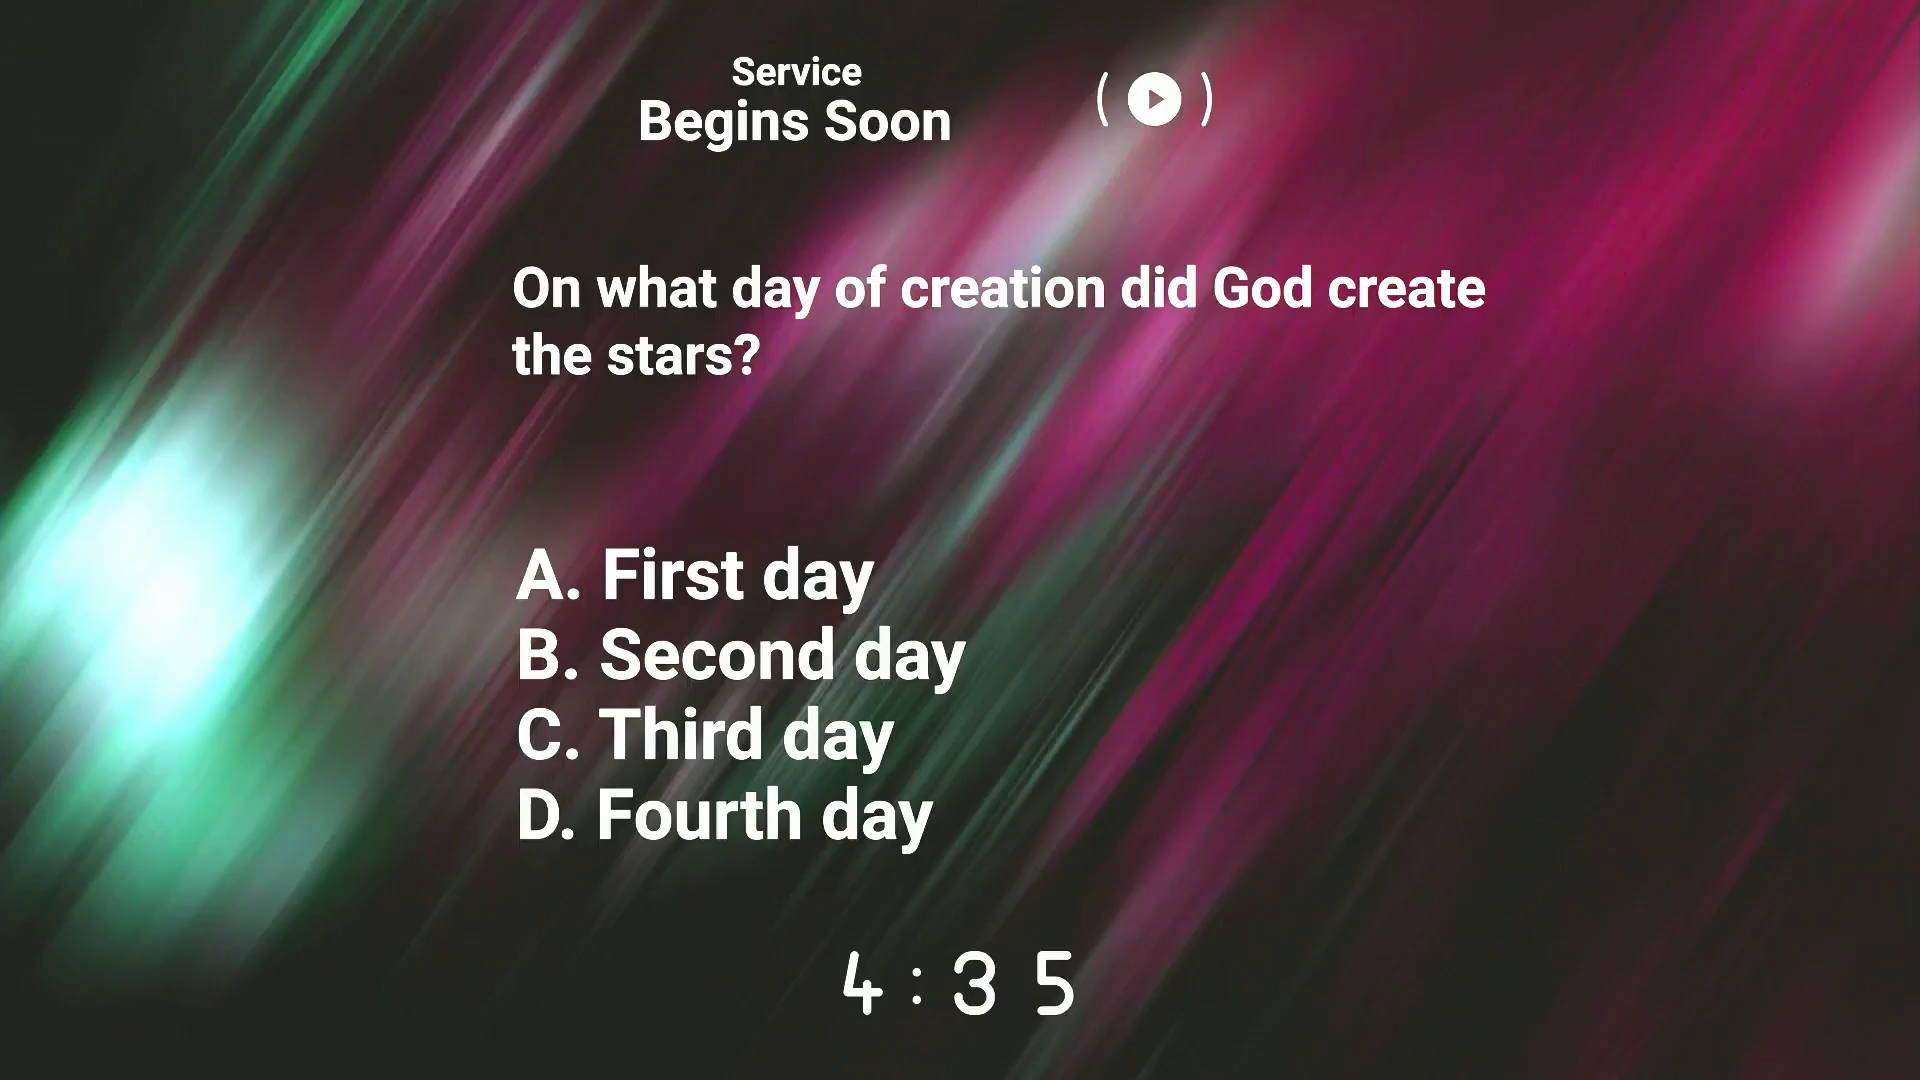 Service
Begins Soon
On what day of creation did God create
the stars?
A. First day
B. Second day
C. Third day
D. Fourth day
4:35